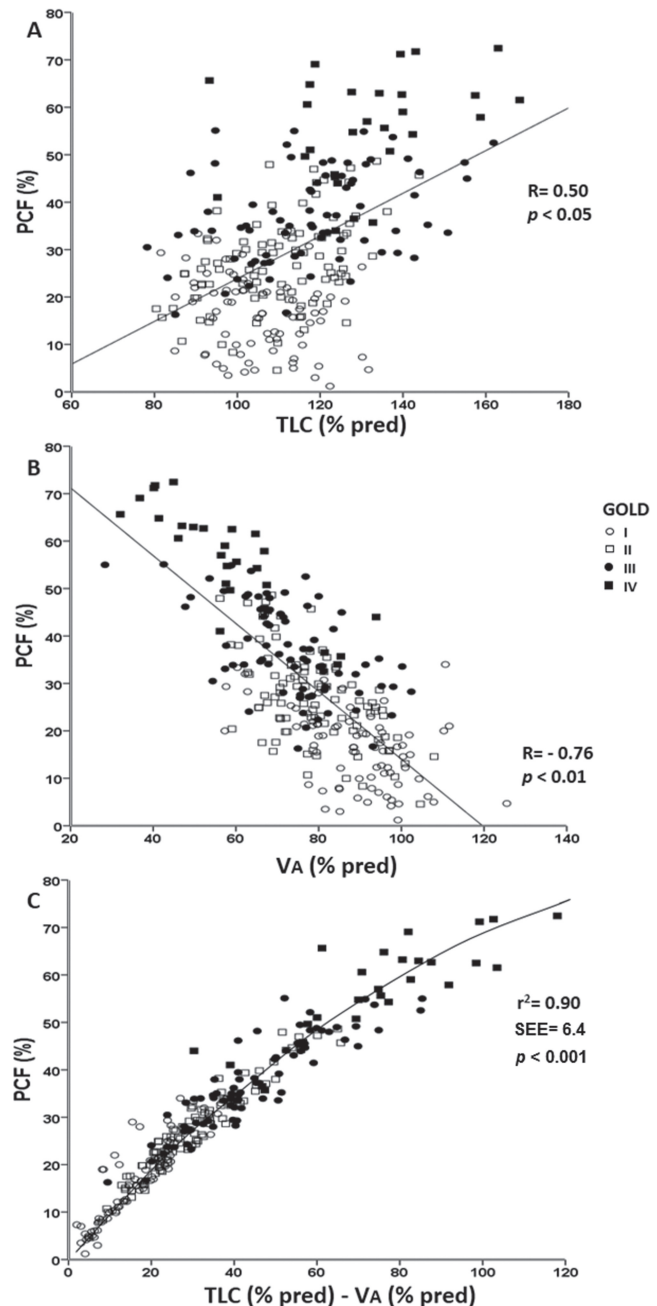 A
80
70
60
50
40
30
20
10
0
PCF (%)
R= 0.50
p < 0.05
60 80 100 120 140 160 180
TLC (% pred)
B
80
70
60
50
40
30
20
10
0
PCF (%)
GOLD
I
II
III
IV
R= - 0.76
p < 0.01
20 40 60 80 100 120 140
VA (% pred)
C
80
70
60
50
40
30
20
10
0
PCF (%)
r²= 0.90
SEE= 6.4
p < 0.001
0 20 40 60 80 100 120
TLC (% pred) - VA (% pred)